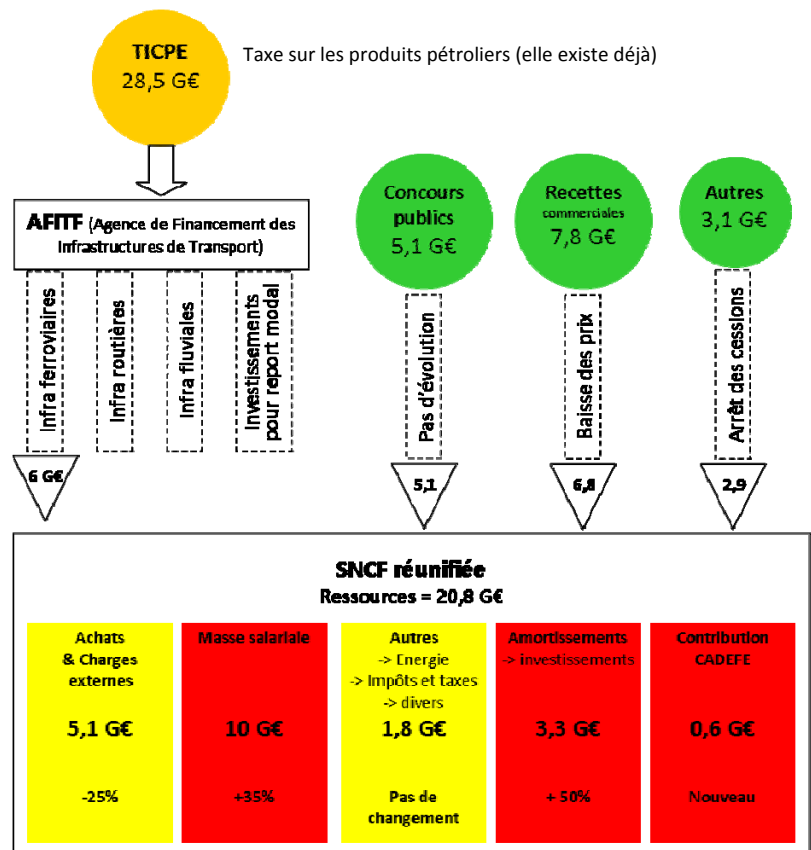 TICPE
28,5 G€
Taxe sur les produits pétroliers (elle existe déjà)
AFITF (Agence de Financement des
Infrastructures de Transport)
Concours
publics
5,1 G€
Recettes
commerciales
7,8 G€
Autres
3,1 G€
Infra ferroviaires
Infra routières
Infra fluviales
Investissements
pour report modal
Pas d'évolution
Baisse des prix
Arrêt des cessions
6 G€
5,1
6,8
2,9
SNCF réunifiée
Ressources = 20,8 G€
Achats
& Charges
externes
5,1 G€
-25%
Masse salariale
10 G€
+35%
Autres
-> Energie
-> Impôts et taxes
-> divers
1,8 G€
Pas de
changement
Amortissements
-> investissements
3,3 G€
+ 50%
Contribution
CADEFE
0,6 G€
Nouveau